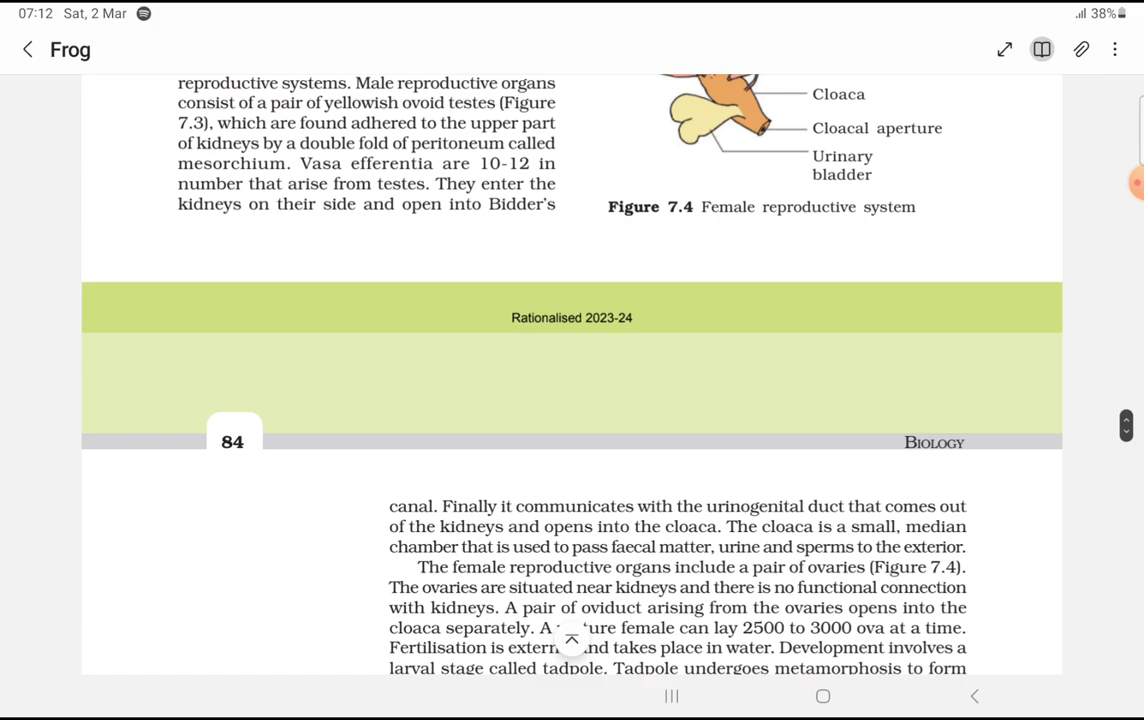 07:12 Sat, 2 Mar
38%
Frog
reproductive systems. Male reproductive organs
consist of a pair of yellowish ovoid testes (Figure
7.3), which are found adhered to the upper part
of kidneys by a double fold of peritoneum called
mesorchium. Vasa efferentia are 10-12 in
number that arise from testes. They enter the
kidneys on their side and open into Bidder's
Cloaca
Cloacal aperture
Urinary
bladder
Figure 7.4 Female reproductive system
Rationalised 2023-24
84
BIOLOGY
canal. Finally it communicates with the urinogenital duct that comes out
of the kidneys and opens into the cloaca. The cloaca is a small, median
chamber that is used to pass faecal matter, urine and sperms to the exterior.
The female reproductive organs include a pair of ovaries (Figure 7.4).
The ovaries are situated near kidneys and there is no functional connection
with kidneys. A pair of oviduct arising from the ovaries opens into the
cloaca separately. A female can lay 2500 to 3000 ova at a time.
Fertilisation is and takes place in water. Development involves a
larval stage called tadpole. Tadpole undergoes metamorphosis to form